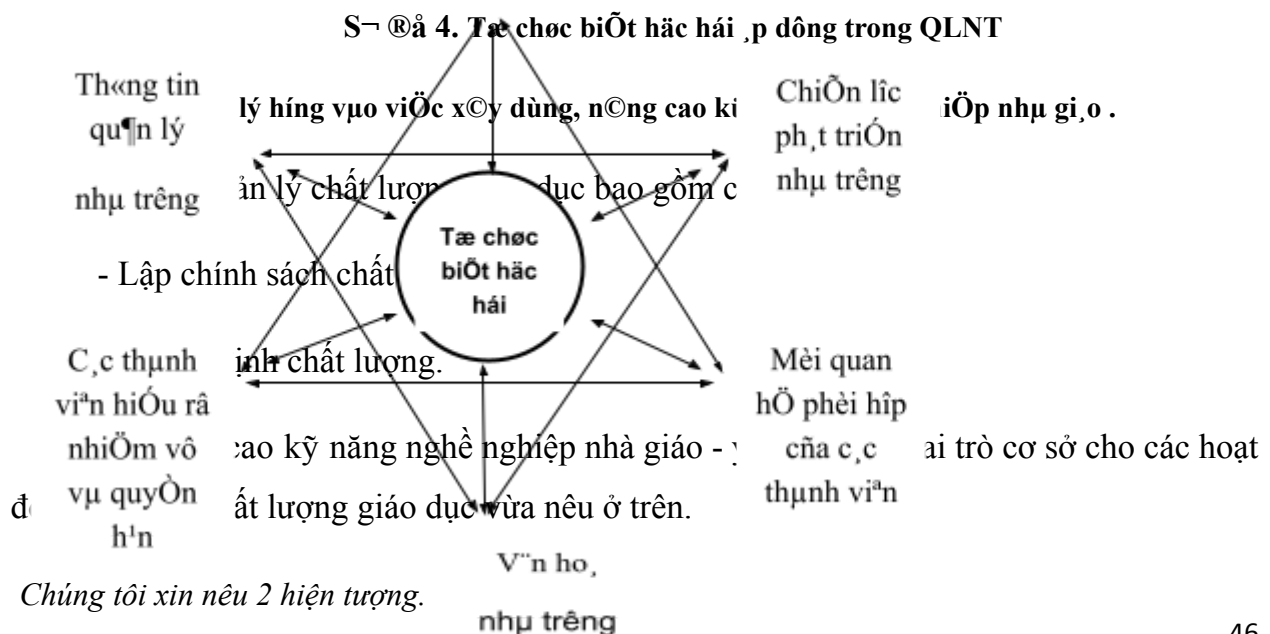 S¬ ®å 4. Tæ chøc biÕt häc hái ¸p dông trong QLNT
Th«ng tin
qu¶n lý
nhµ tr­êng
ChiÕn l­îc
ph¸t triÓn
nhµ tr­êng
lý h­íng vµo viÖc x©y dùng, n©ng cao k iÖp nhµ gi¸o .
ản lý chất lượn dục bao gồm c
Tæ chøc
biÕt häc
hái
- Lập chính sách chất
ịnh chất lượng.
C¸c thµnh
viªn hiÓu râ
nhiÖm vô
vµ quyÒn
h¹n
Mèi quan
hÖ phèi hîp
cña c¸c
thµnh viªn
cao kỹ năng nghề nghiệp nhà giáo - ai trò cơ sở cho các hoạt
đ ất lượng giáo dục vừa nêu ở trên.
V¨n ho¸
nhµ tr­êng
Chúng tôi xin nêu 2 hiện tượng.
46